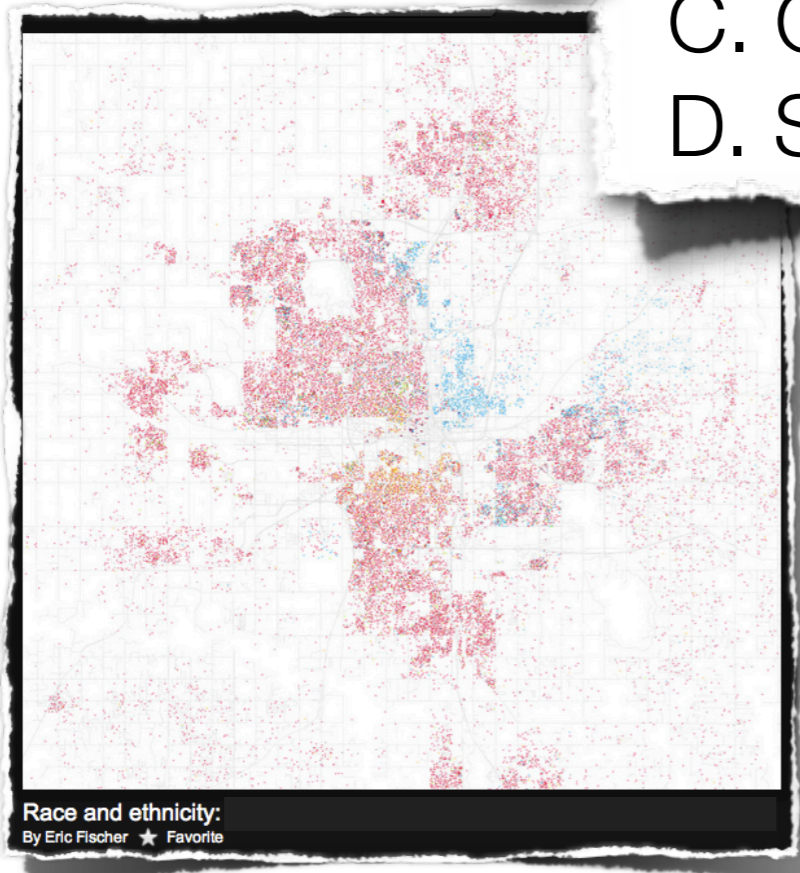 C.
D. S
Race and ethnicity:
By Eric Fischer ★ Favorite